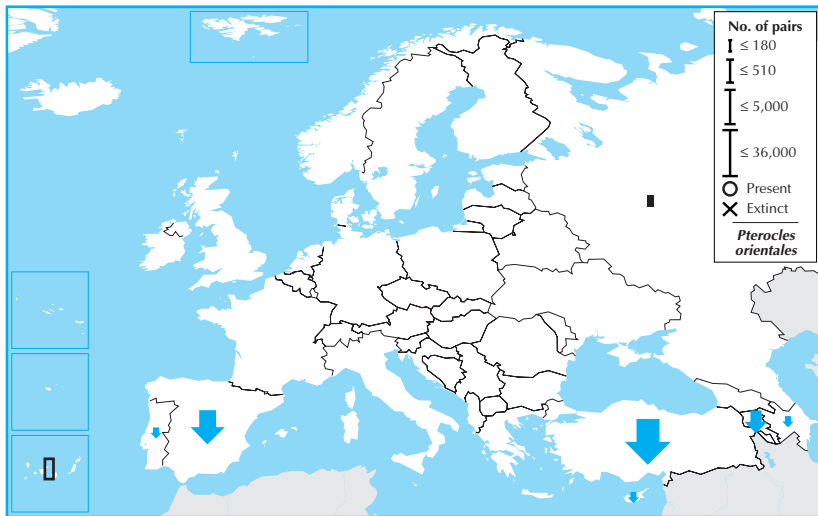 No. of pairs
≤ 180
≤ 510
≤ 5,000
≤ 36,000
Present
Extinct
Pterocles
orientales